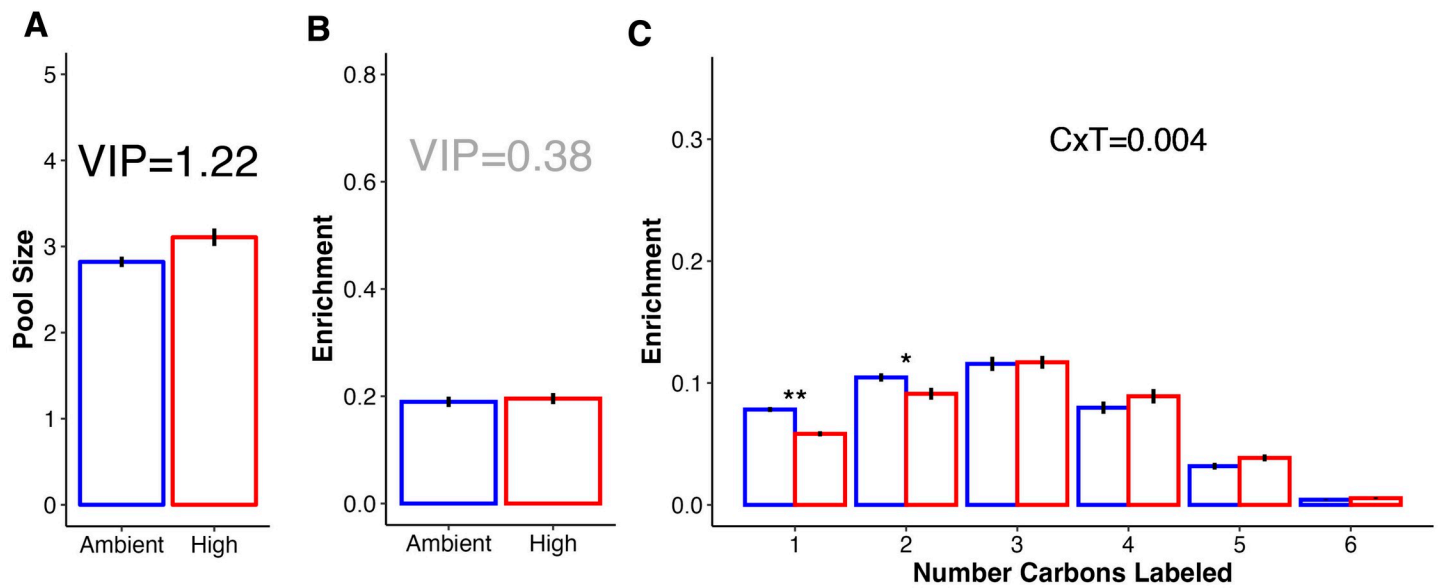 A
5
4
3
2
1
0
Pool Size
VIP=1.22
Ambient High
B
0.8
0.6
0.4
0.2
0.0
Enrichment
VIP=0.38
Ambient High
C
0.3
0.2
0.1
0.0
Enrichment
CxT=0.004
**
*
1 2 3 4 5 6
Number Carbons Labeled